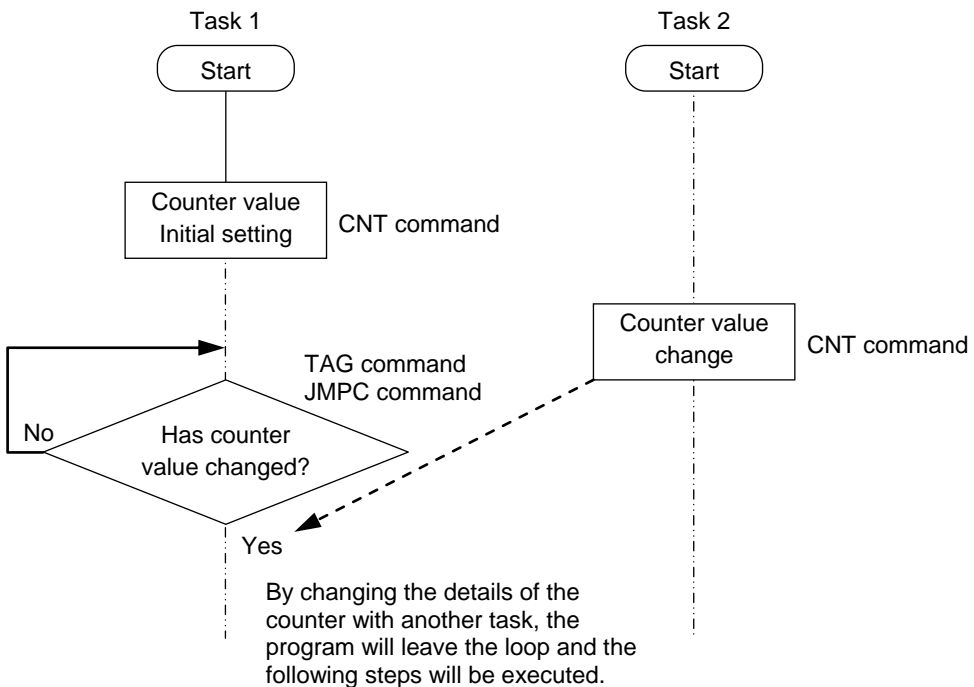 Task 1
Start
Counter value
Initial setting
CNT command
TAG command
JMPC command
No
Has counter
value changed?
Yes
By changing the details of the
counter with another task, the
program will leave the loop and the
following steps will be executed.
Task 2
Start
Counter value
change
CNT command